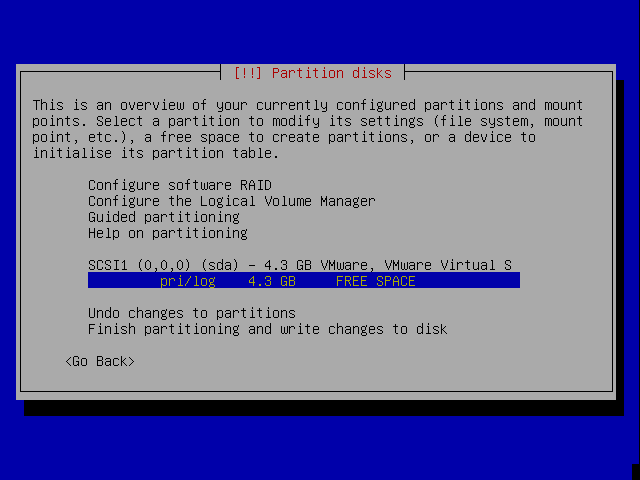 [!!] Partition disks
This is an overview of your currently configured partitions and mount
points. Select a partition to modify its settings (file system, mount
point, etc.), a free space to create partitions, or a device to
initialise its partition table.
Configure software RAID
Configure the Logical Volume Manager
Guided partitioning
Help on partitioning
SCSI1 (0,0,0) (sda) - 4.3 GB VMware, VMware Virtual S
pri/log 4.3 GB FREE SPACE
Undo changes to partitions
Finish partitioning and write changes to disk
<Go Back>